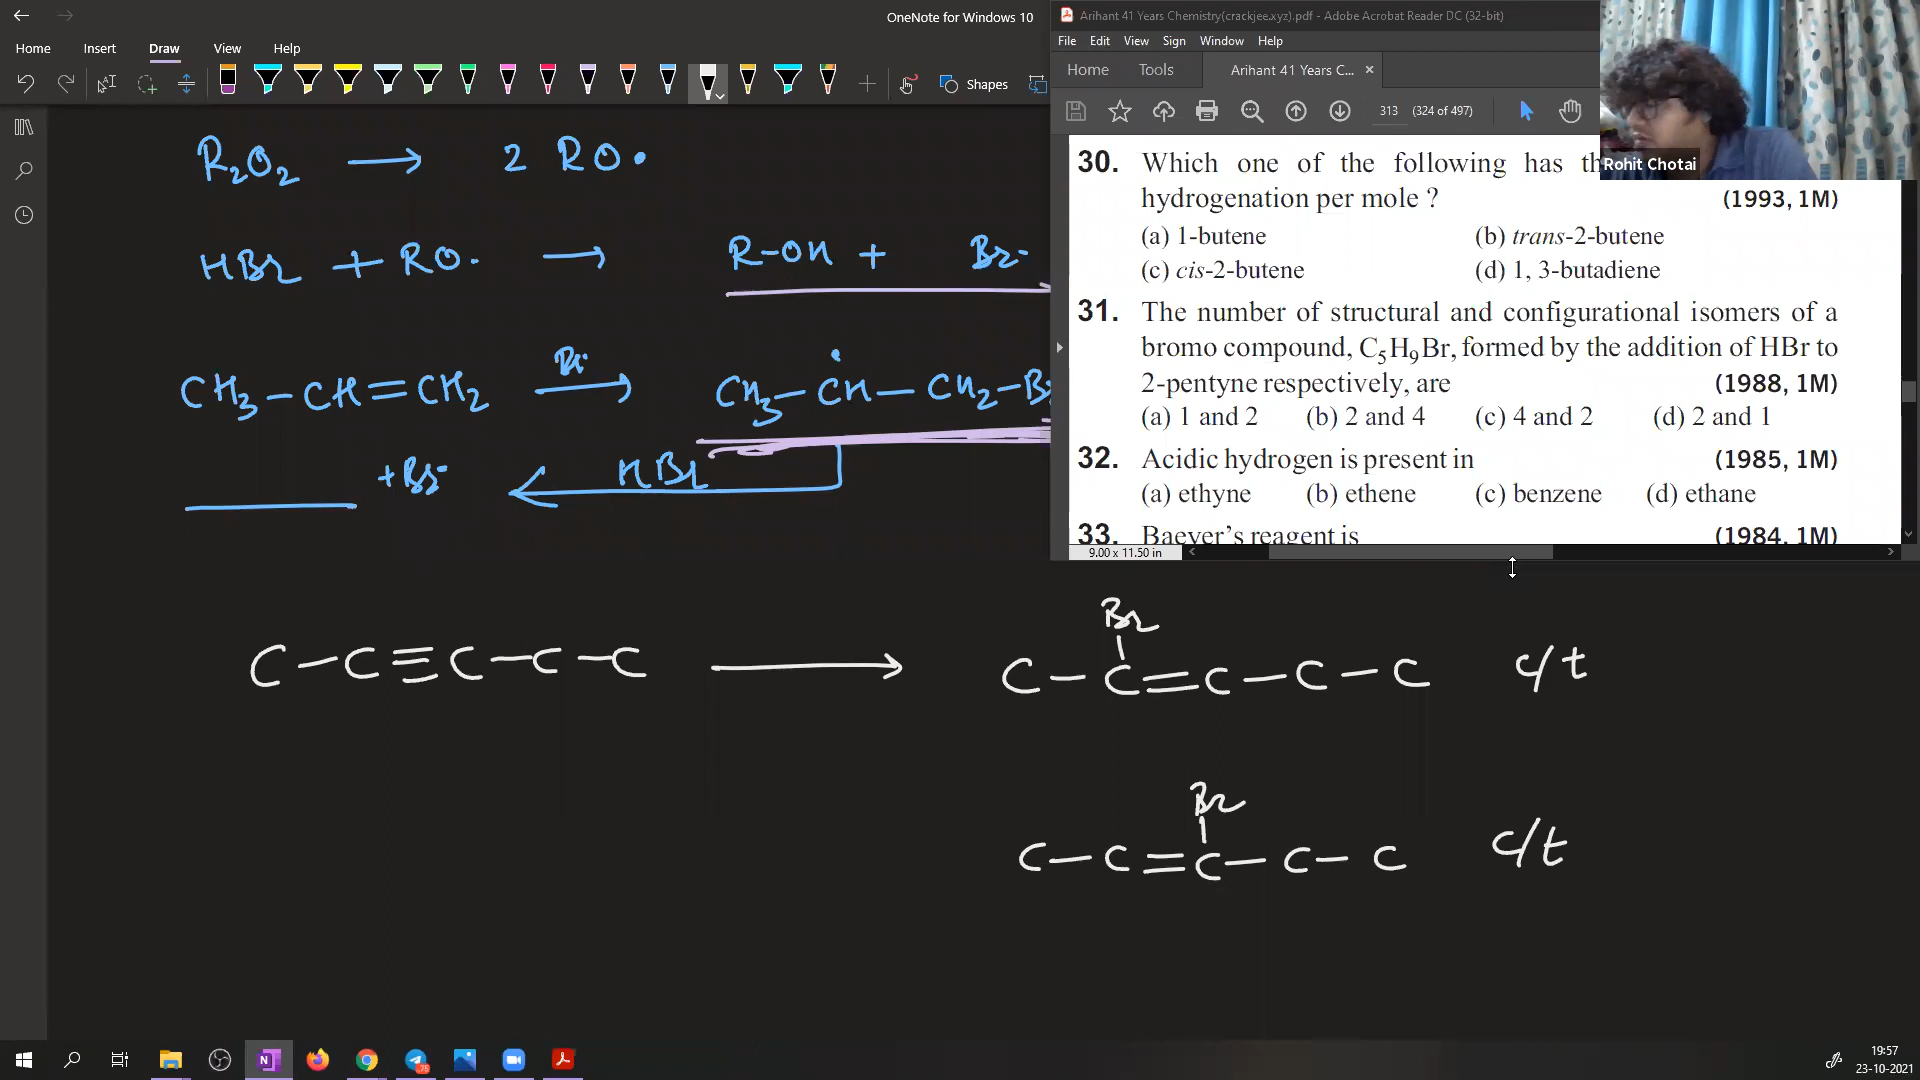 OneNote for Windows 10
Home Insert Draw View Help
Shapes
Arihant 41 Years Chemistry(crackjee.xyz).pdf - Adobe Acrobat Reader DC (32-bit)
File Edit View Sign Window Help
Home Tools Arihant 41 Years C... ×
313 (324 of 497)
Rohit Chotai
30. Which one of the following has th
hydrogenation per mole ? (1993, 1M)
(a) 1-butene (b) trans-2-butene
(c) cis-2-butene (d) 1, 3-butadiene
31. The number of structural and configurational isomers of a
bromo compound, C5H9Br, formed by the addition of HBr to
2-pentyne respectively, are (1988, 1M)
(a) 1 and 2 (b) 2 and 4 (c) 4 and 2 (d) 2 and 1
32. Acidic hydrogen is present in (1985, 1M)
(a) ethyne (b) ethene (c) benzene (d) ethane
33. Baeyer's reagent is (1984, 1M)
9.00 x 11.50 in
R2O2 → 2 RO•
HBr + RO• → R-OH + Br•
Br•
CH3-CH=CH2 → CH3-ĊH-CH2-Br
+Br• HBr
Br
C-C≡C-C-C → C-C=C-C-C c/t
Br
C-C=C-C-C c/t
75
19:57
23-10-2021